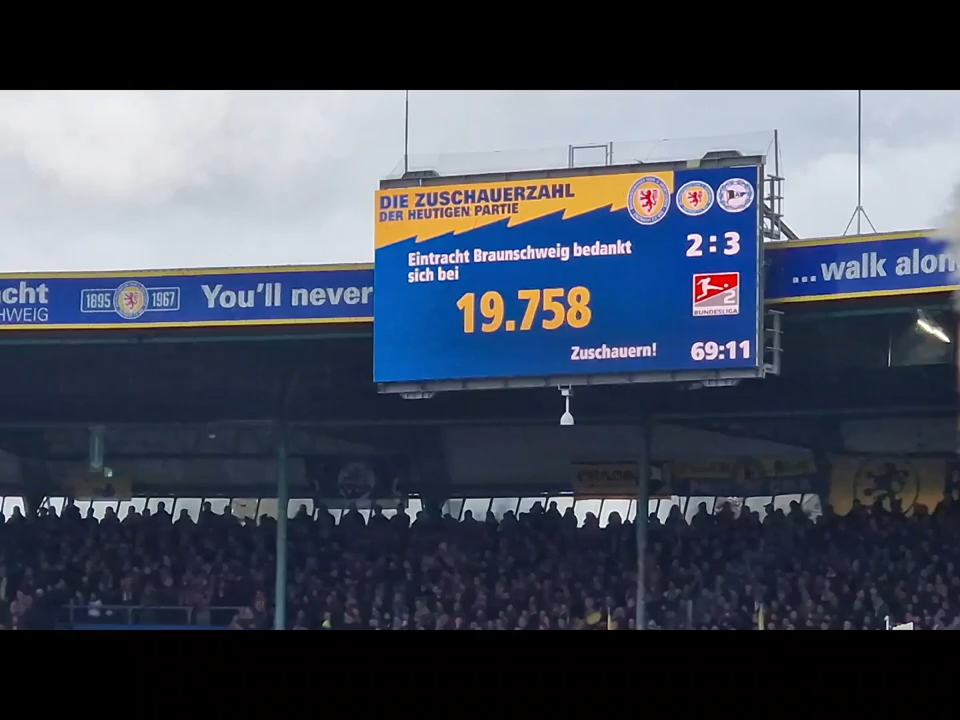 DIE ZUSCHAUERZAHL
DER HEUTIGEN PARTIE
Eintracht Braunschweig bedankt
sich bei
19.758
Zuschauern!
2:3
2
BUNDESLIGA
69:11
acht
HWEIG
1895
1967
You'll never
...walk alon